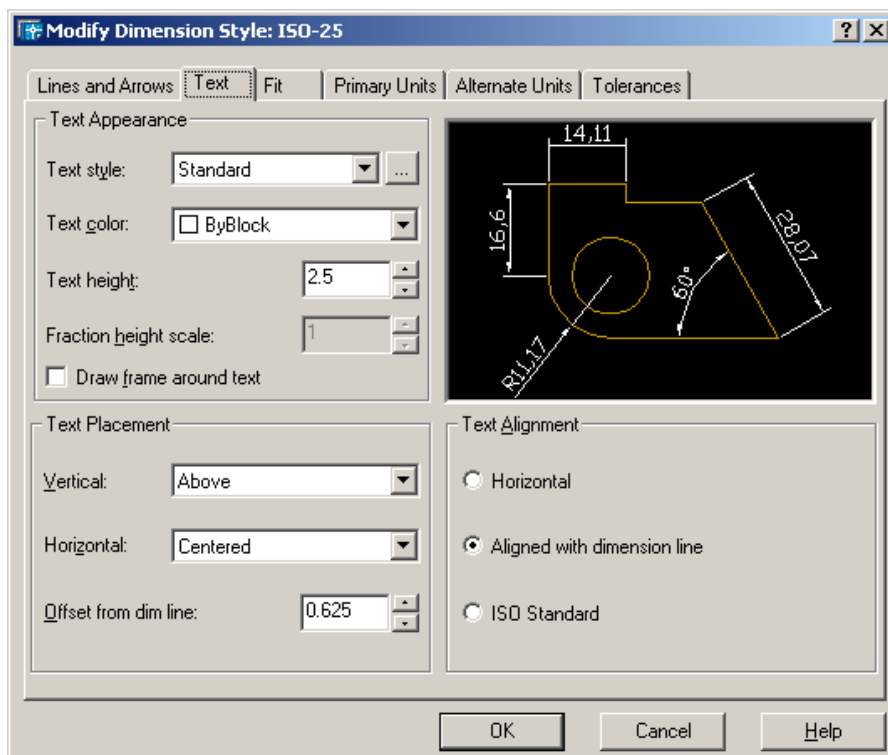 Modify Dimension Style: ISO-25
Lines and Arrows Text Fit Primary Units Alternate Units Tolerances
Text Appearance
Text style: Standard ...
Text color: ByBlock
Text height: 2.5
Fraction height scale: 1
Draw frame around text
14,11
16,6
28,07
60°
R11,17
Text Placement
Vertical: Above
Horizontal: Centered
Offset from dim line: 0.625
Text Alignment
Horizontal
Aligned with dimension line
ISO Standard
OK Cancel Help